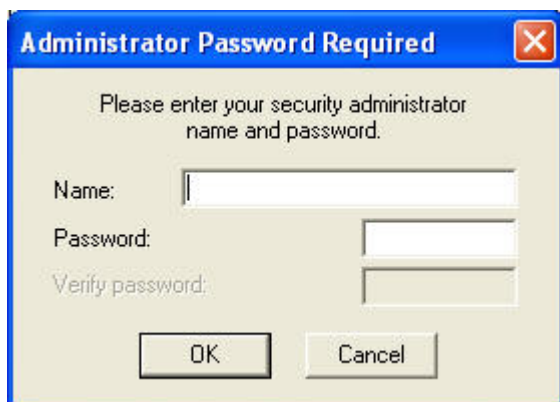 Administrator Password Required
Please enter your security administrator
name and password.
Name:
Password:
Verify password:
OK
Cancel